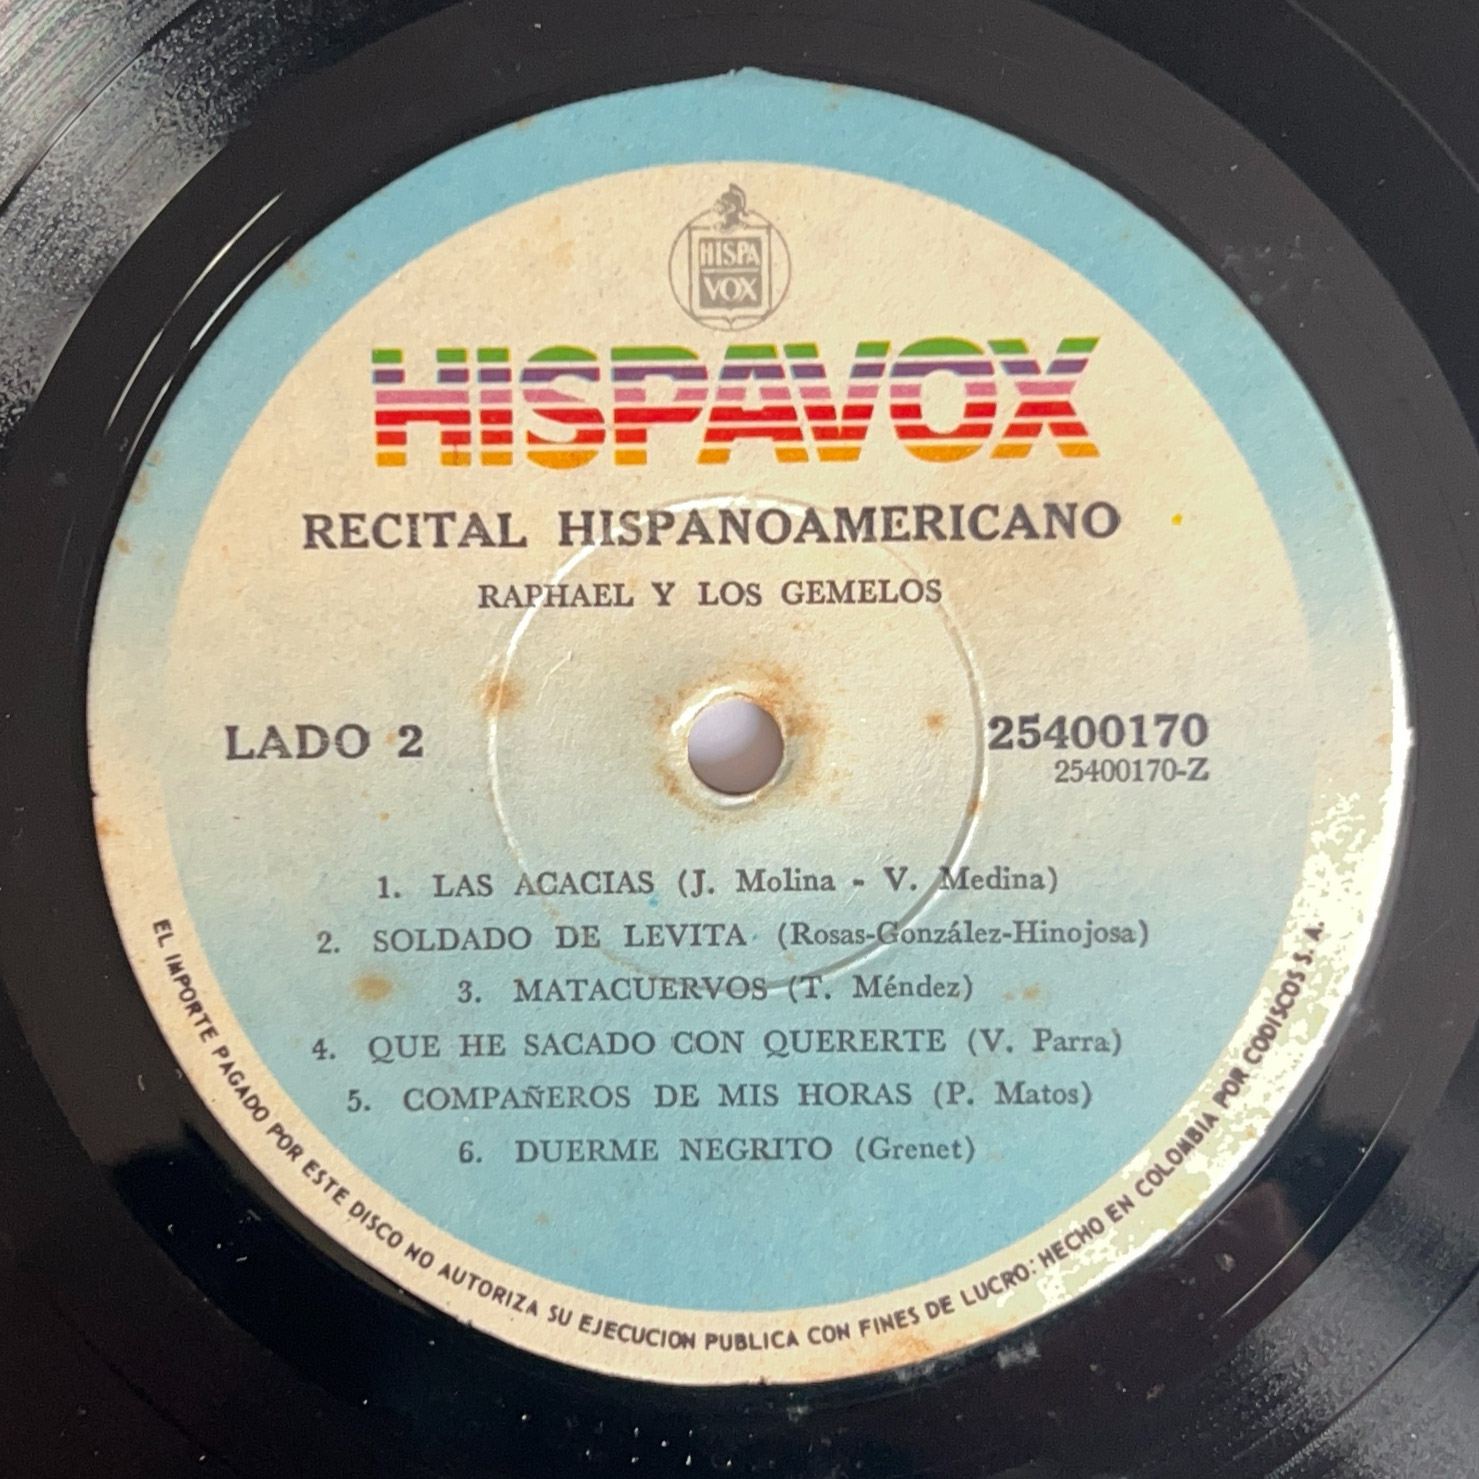 HISPA
VOX
HISPAVOX
RECITAL HISPANOAMERICANO
RAPHAEL Y LOS GEMELOS
LADO 2
25400170
25400170-Z
1. LAS ACACIAS (J. Molina - V. Medina)
2. SOLDADO DE LEVITA (Rosas-González-Hinojosa)
3. MATACUERVOS (T. Méndez)
4. QUE HE SACADO CON QUERERTE (V. Parra)
5. COMPAÑEROS DE MIS HORAS (P. Matos)
6. DUERME NEGRITO (Grenet)
EL IMPORTE PAGADO POR ESTE DISCO NO AUTORIZA SU EJECUCION PUBLICA CON FINES DE LUCRO: HECHO EN COLOMBIA POR CODISCOS S. A.